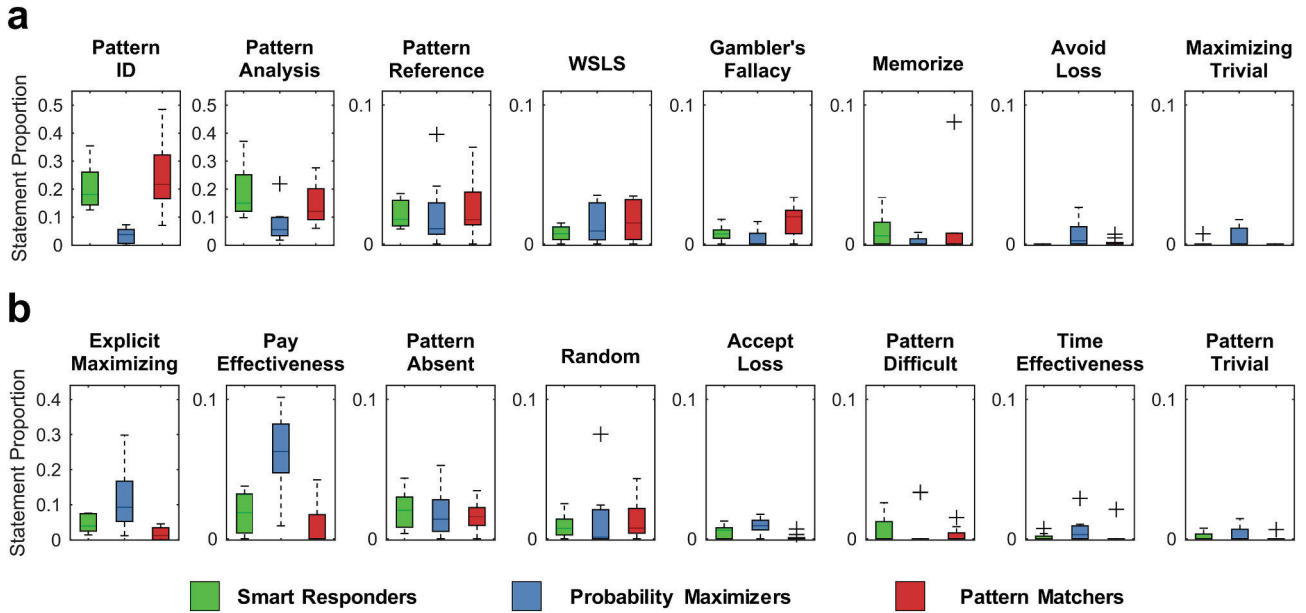 a
Pattern ID
Pattern Analysis
Pattern Reference
WSLS
Gambler's Fallacy
Memorize
Avoid Loss
Maximizing Trivial
Statement Proportion
0.5
0.4
0.3
0.2
0.1
0
0.5
0.4
0.3
0.2
0.1
0
0.1
0
0.1
0
0.1
0
0.1
0
0.1
0
0.1
0
b
Explicit Maximizing
Pay Effectiveness
Pattern Absent
Random
Accept Loss
Pattern Difficult
Time Effectiveness
Pattern Trivial
Statement Proportion
0.4
0.3
0.2
0.1
0
0.1
0
0.1
0
0.1
0
0.1
0
0.1
0
0.1
0
0.1
0
Smart Responders
Probability Maximizers
Pattern Matchers